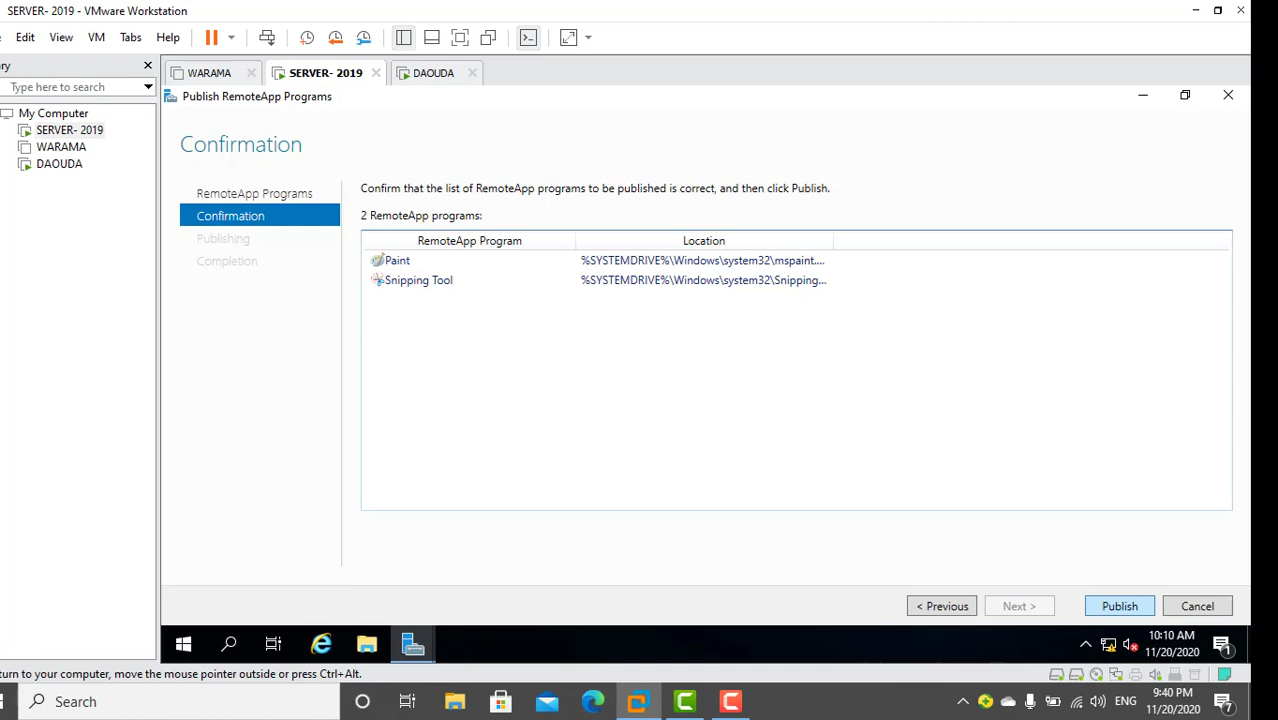 SERVER- 2019 - VMware Workstation
Edit View VM Tabs Help
ry
Type here to search
My Computer
SERVER- 2019
WARAMA
DAOUDA
WARAMA SERVER- 2019 DAOUDA
Publish RemoteApp Programs
Confirmation
RemoteApp Programs
Confirmation
Publishing
Completion
Confirm that the list of RemoteApp programs to be published is correct, and then click Publish.
2 RemoteApp programs:
RemoteApp Program Location
Paint %SYSTEMDRIVE%\Windows\system32\mspaint....
Snipping Tool %SYSTEMDRIVE%\Windows\system32\Snipping...
< Previous Next > Publish Cancel
10:10 AM
11/20/2020
1
turn to your computer, move the mouse pointer outside or press Ctrl+Alt.
Search
ENG
9:40 PM
11/20/2020
7